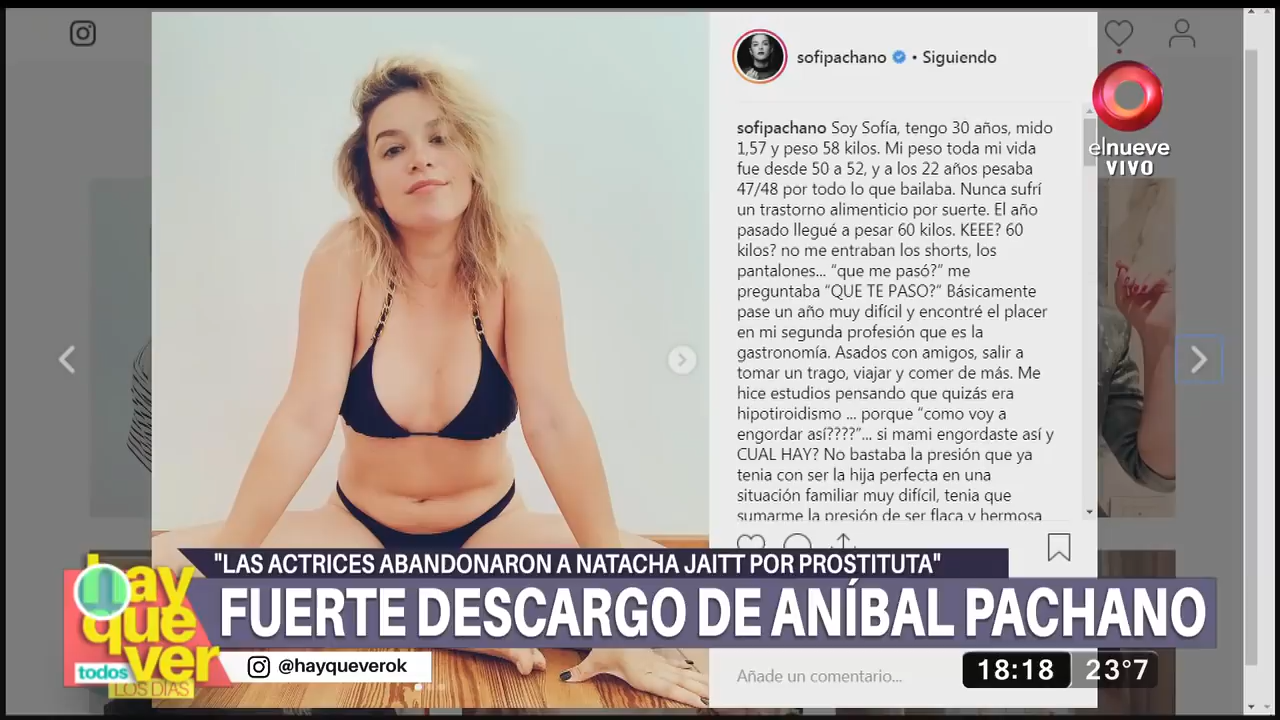 sofipachano • Siguiendo
sofipachano Soy Sofía, tengo 30 años, mido
1,57 y peso 58 kilos. Mi peso toda mi vida
fue desde 50 a 52, y a los 22 años pesaba
47/48 por todo lo que bailaba. Nunca sufrí
un trastorno alimenticio por suerte. El año
pasado llegué a pesar 60 kilos. KEEE? 60
kilos? no me entraban los shorts, los
pantalones... “que me pasó?” me
preguntaba “QUE TE PASO?” Básicamente
pase un año muy difícil y encontré el placer
en mi segunda profesión que es la
gastronomía. Asados con amigos, salir a
tomar un trago, viajar y comer de más. Me
hice estudios pensando que quizás era
hipotiroidismo ... porque “como voy a
engordar así????”... si mami engordaste así y
CUAL HAY? No bastaba la presión que ya
tenia con ser la hija perfecta en una
situación familiar muy difícil, tenia que
sumarme la presión de ser flaca y hermosa
elnueve
VIVO
"LAS ACTRICES ABANDONARON A NATACHA JAITT POR PROSTITUTA"
FUERTE DESCARGO DE ANÍBAL PACHANO
hay
que
ver
todos
LOS DÍAS
@hayqueverok
Añade un comentario...
18:18 23°7